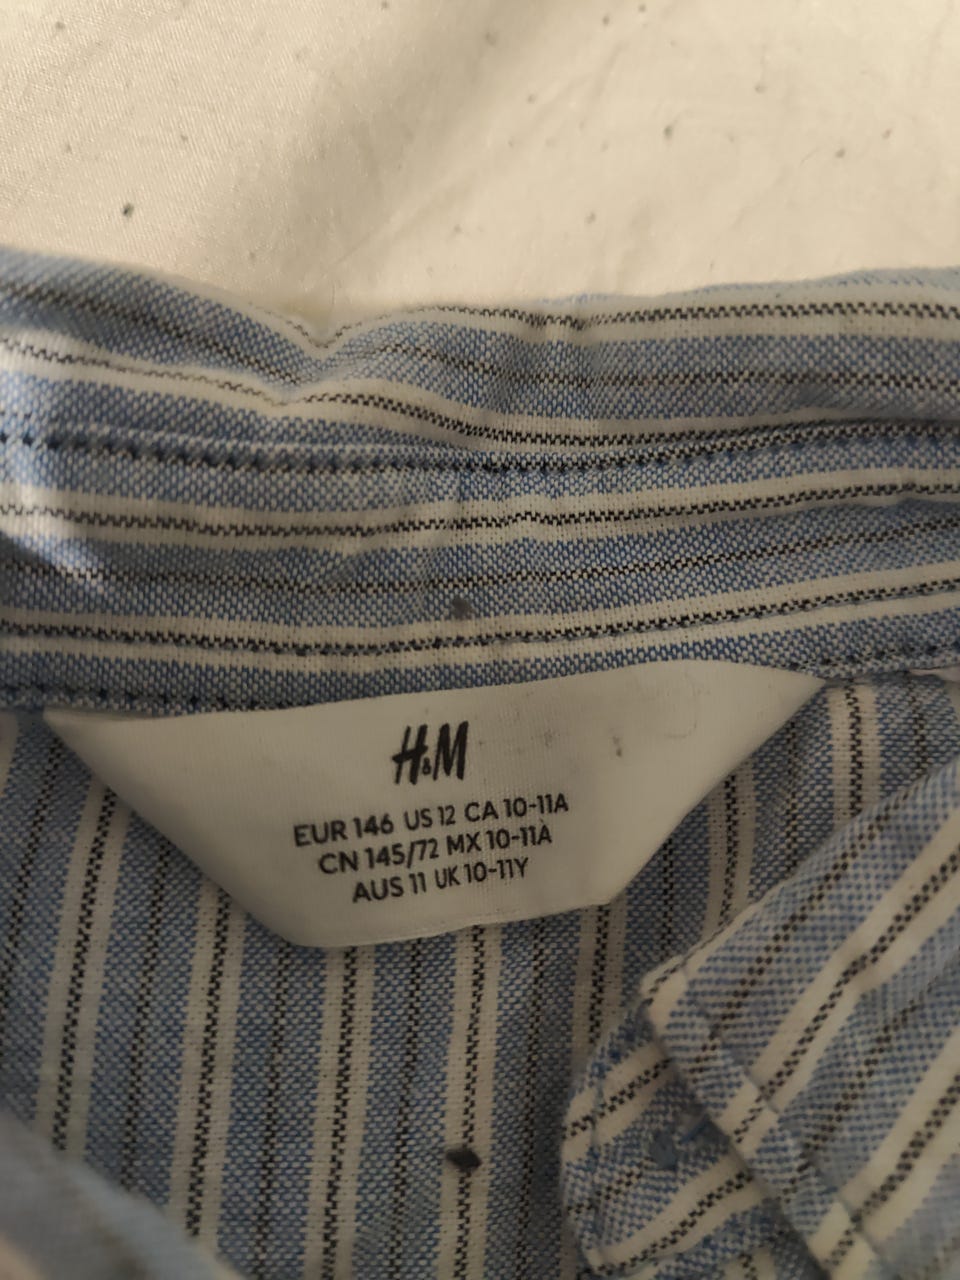 H&M
EUR 146 US 12 CA 10-11A
CN 145/72 MX 10-11A
AUS 11 UK 10-11Y